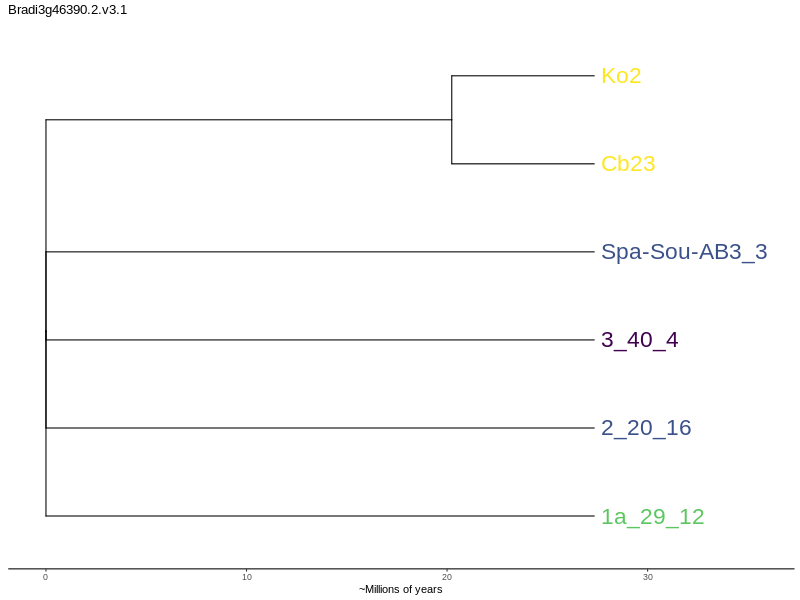 Bradi3g46390.2.v3.1
Ko2
Cb23
Spa-Sou-AB3_3
3_40_4
2_20_16
1a_29_12
0 10 20 30
~Millions of years